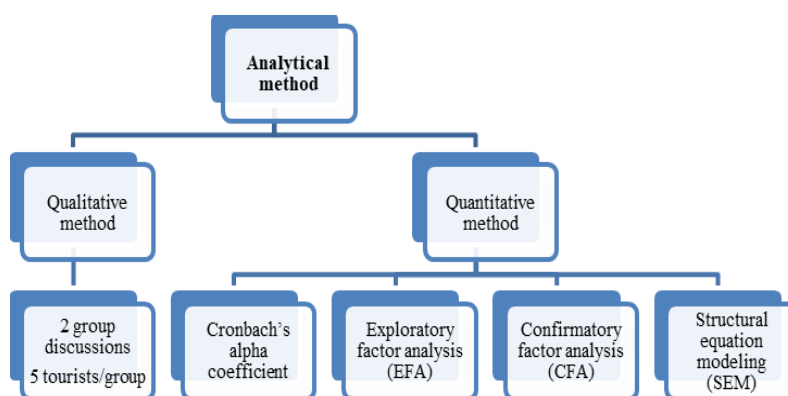 Analytical
method
Qualitative
method
Quantitative
method
2 group
discussions
5 tourists/group
Cronbach's
alpha
coefficient
Exploratory
factor analysis
(EFA)
Confirmatory
factor analysis
(CFA)
Structural
equation
modeling
(SEM)